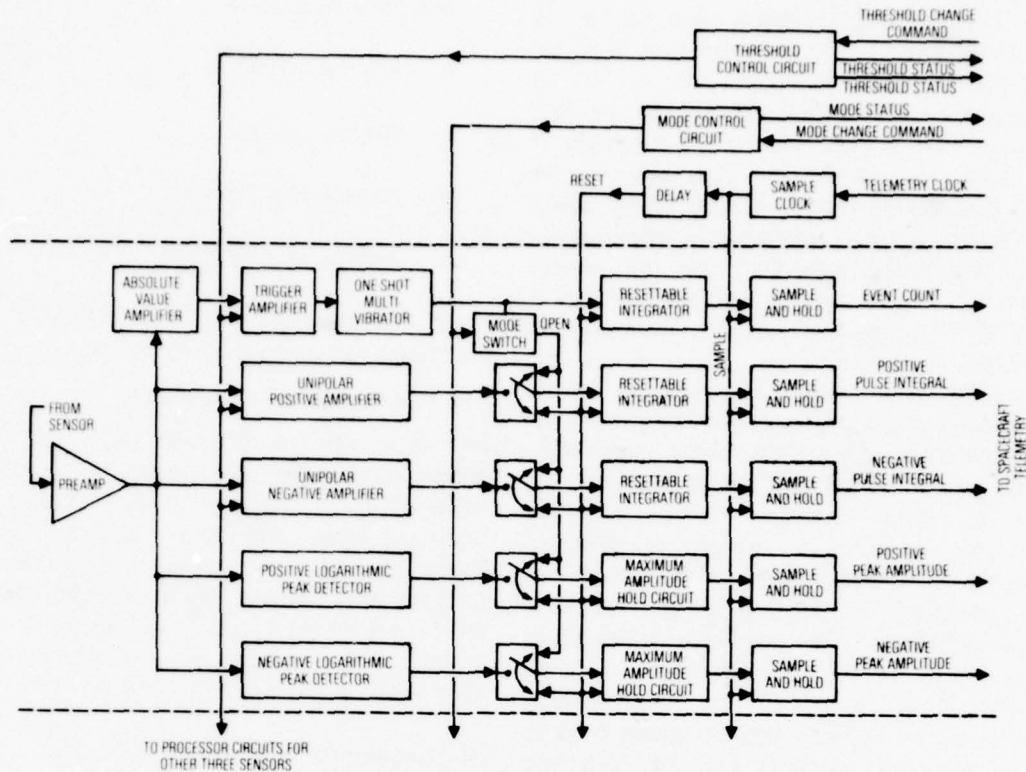 THRESHOLD CHANGE
COMMAND
THRESHOLD
CONTROL CIRCUIT
THRESHOLD STATUS
THRESHOLD STATUS
MODE STATUS
MODE CONTROL
CIRCUIT
MODE CHANGE COMMAND
RESET
DELAY
SAMPLE
CLOCK
TELEMETRY CLOCK
ABSOLUTE
VALUE
AMPLIFIER
TRIGGER
AMPLIFIER
ONE SHOT
MULTI
VIBRATOR
MODE
SWITCH
OPEN
RESETTABLE
INTEGRATOR
SAMPLE
SAMPLE
AND HOLD
EVENT COUNT
UNIPOLAR
POSITIVE AMPLIFIER
RESETTABLE
INTEGRATOR
SAMPLE
AND HOLD
POSITIVE
PULSE INTEGRAL
FROM
SENSOR
PREAMP
UNIPOLAR
NEGATIVE AMPLIFIER
RESETTABLE
INTEGRATOR
SAMPLE
AND HOLD
NEGATIVE
PULSE INTEGRAL
TO SPACECRAFT
TELEMETRY
POSITIVE LOGARITHMIC
PEAK DETECTOR
MAXIMUM
AMPLITUDE
HOLD CIRCUIT
SAMPLE
AND HOLD
POSITIVE
PEAK AMPLITUDE
NEGATIVE LOGARITHMIC
PEAK DETECTOR
MAXIMUM
AMPLITUDE
HOLD CIRCUIT
SAMPLE
AND HOLD
NEGATIVE
PEAK AMPLITUDE
TO PROCESSOR CIRCUITS FOR
OTHER THREE SENSORS